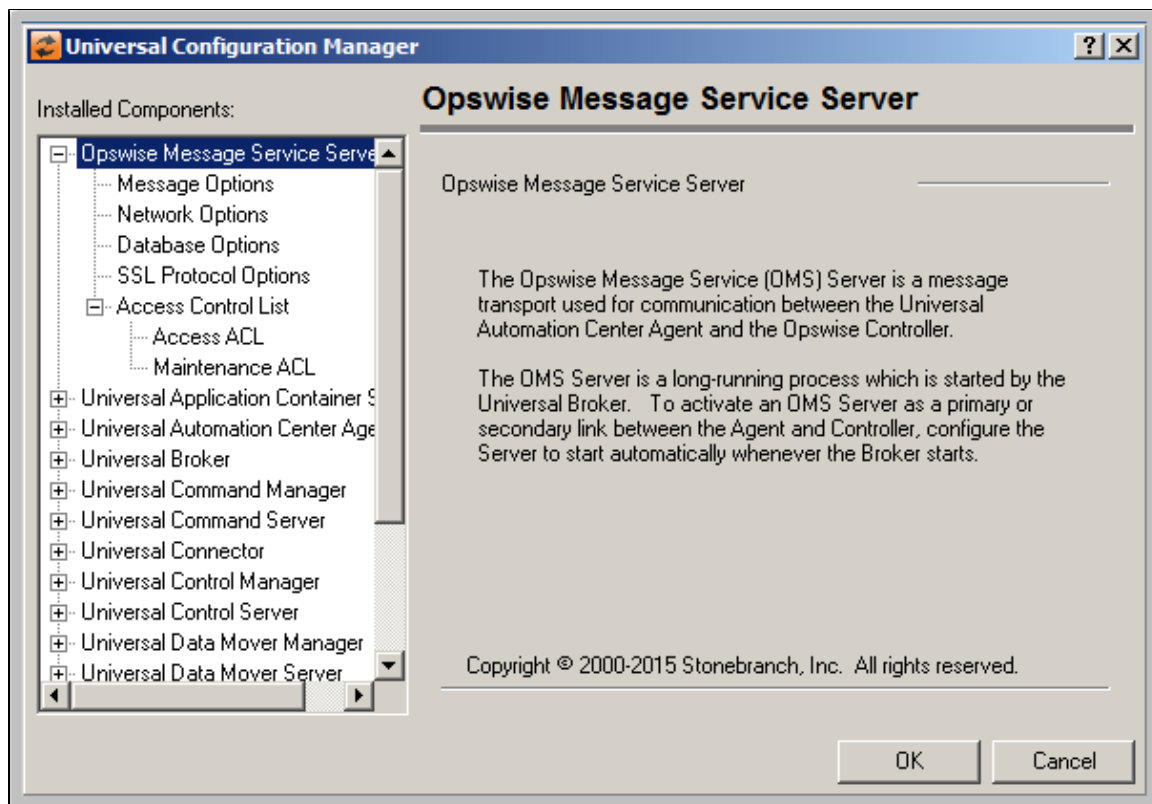 Universal Configuration Manager
Installed Components:
Opswise Message Service Serve
Message Options
Network Options
Database Options
SSL Protocol Options
Access Control List
Access ACL
Maintenance ACL
Universal Application Container S
Universal Automation Center Age
Universal Broker
Universal Command Manager
Universal Command Server
Universal Connector
Universal Control Manager
Universal Control Server
Universal Data Mover Manager
Universal Data Mover Server
Opswise Message Service Server
Opswise Message Service Server
The Opswise Message Service (OMS) Server is a message
transport used for communication between the Universal
Automation Center Agent and the Opswise Controller.
The OMS Server is a long-running process which is started by the
Universal Broker.   To activate an OMS Server as a primary or
secondary link between the Agent and Controller, configure the
Server to start automatically whenever the Broker starts.
Copyright © 2000-2015 Stonebranch, Inc.  All rights reserved.
OK
Cancel